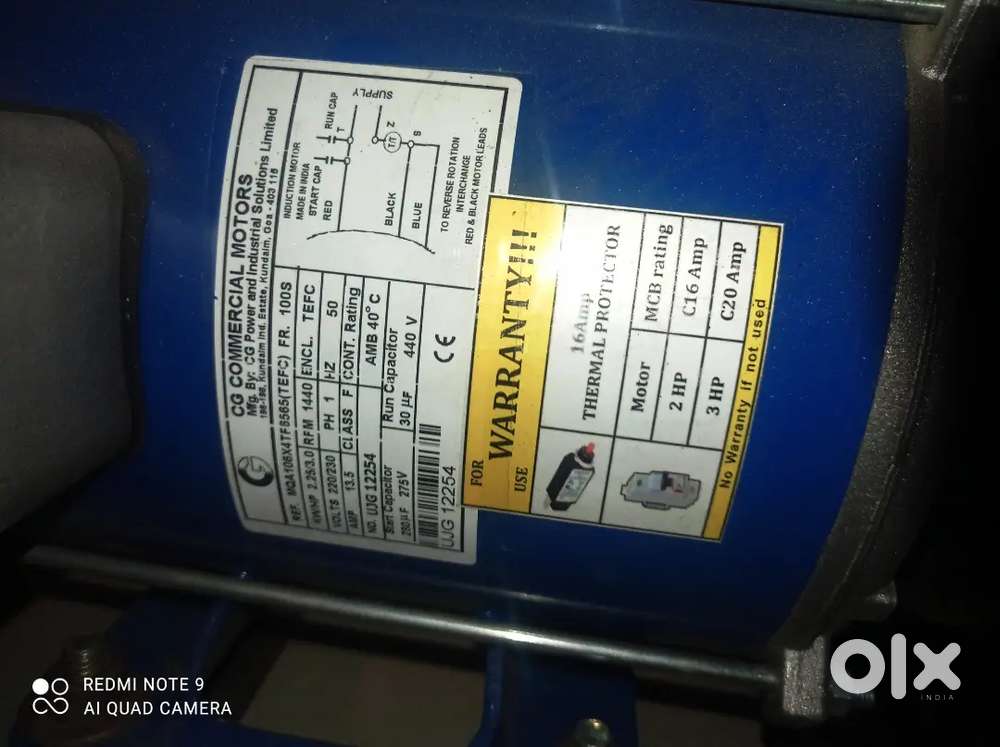 CG COMMERCIAL MOTORS
Mfg. By: CG Power and Industrial Solutions Limited
196-198, Kundaim Ind. Estate, Kundaim, Goa - 403 115
REF. MQA106X4TF6565(TEFC) FR. 100S
KW/HP 2.25/3.0 RPM 1440 ENCL. TEFC
VOLTS 220/230 PH 1 HZ 50
AMP 13.5 CLASS F CONT. Rating
NO. UJG 12254 AMB 40°C
Start Capacitor Run Capacitor
275V 30 µF 440 V
UJG 12254
CE
INDUCTION MOTOR
MADE IN INDIA
START CAP
RUN CAP
RED
T
SUPPLY
BLACK
T/T
Z
BLUE
S
TO REVERSE ROTATION
INTERCHANGE
RED & BLACK MOTOR LEADS
FOR WARRANTY!!!
USE
16Amp
THERMAL PROTECTOR
Motor MCB rating
2 HP C16 Amp
3 HP C20 Amp
No Warranty if not used
REDMI NOTE 9
AI QUAD CAMERA
olx
INDIA